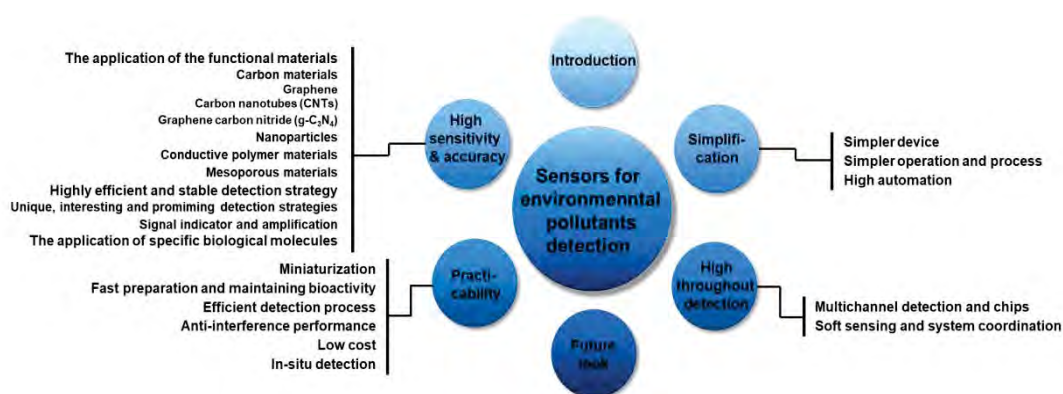 Introduction
The application of the functional materials
Carbon materials
Graphene
Carbon nanotubes (CNTs)
Graphene carbon nitride (g-C₃N₄)
Nanoparticles
Conductive polymer materials
Mesoporous materials
Highly efficient and stable detection strategy
Unique, interesting and promiming detection strategies
Signal indicator and amplification
The application of specific biological molecules
High
sensitivity
& accuracy
Sensors for
environmenntal
pollutants
detection
Simplifi-
cation
Simpler device
Simpler operation and process
High automation
Miniaturization
Fast preparation and maintaining bioactivity
Efficient detection process
Anti-interference performance
Low cost
In-situ detection
Practi-
cability
High
throughout
detection
Multichannel detection and chips
Soft sensing and system coordination
Future
look